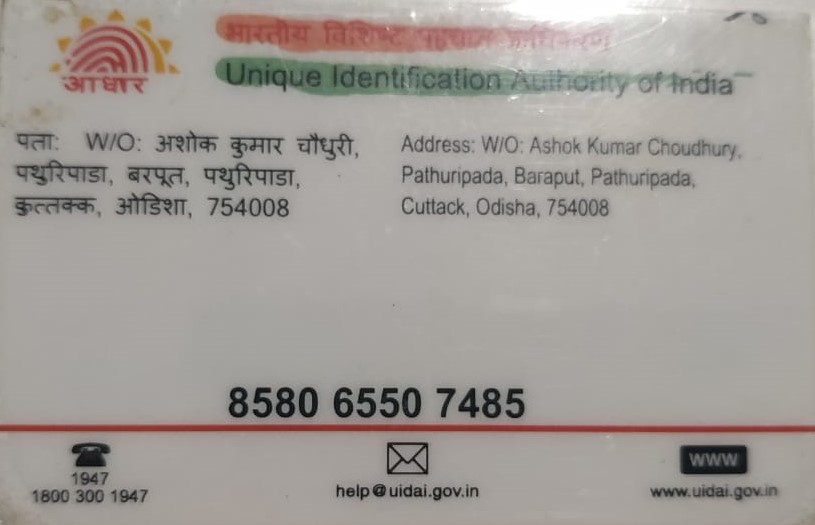 भारतीय विशिष्ट पहचान प्राधिकरण
आधार
Unique Identification Authority of India
पता: W/O: अशोक कुमार चौधुरी,
पथुरिपाडा, बरपूत, पथुरिपाडा,
कुत्तक्क, ओडिशा, 754008
Address: W/O: Ashok Kumar Choudhury,
Pathuripada, Baraput, Pathuripada,
Cuttack, Odisha, 754008
8580 6550 7485
1947
1800 300 1947
help@uidai.gov.in
WWW
www.uidai.gov.in